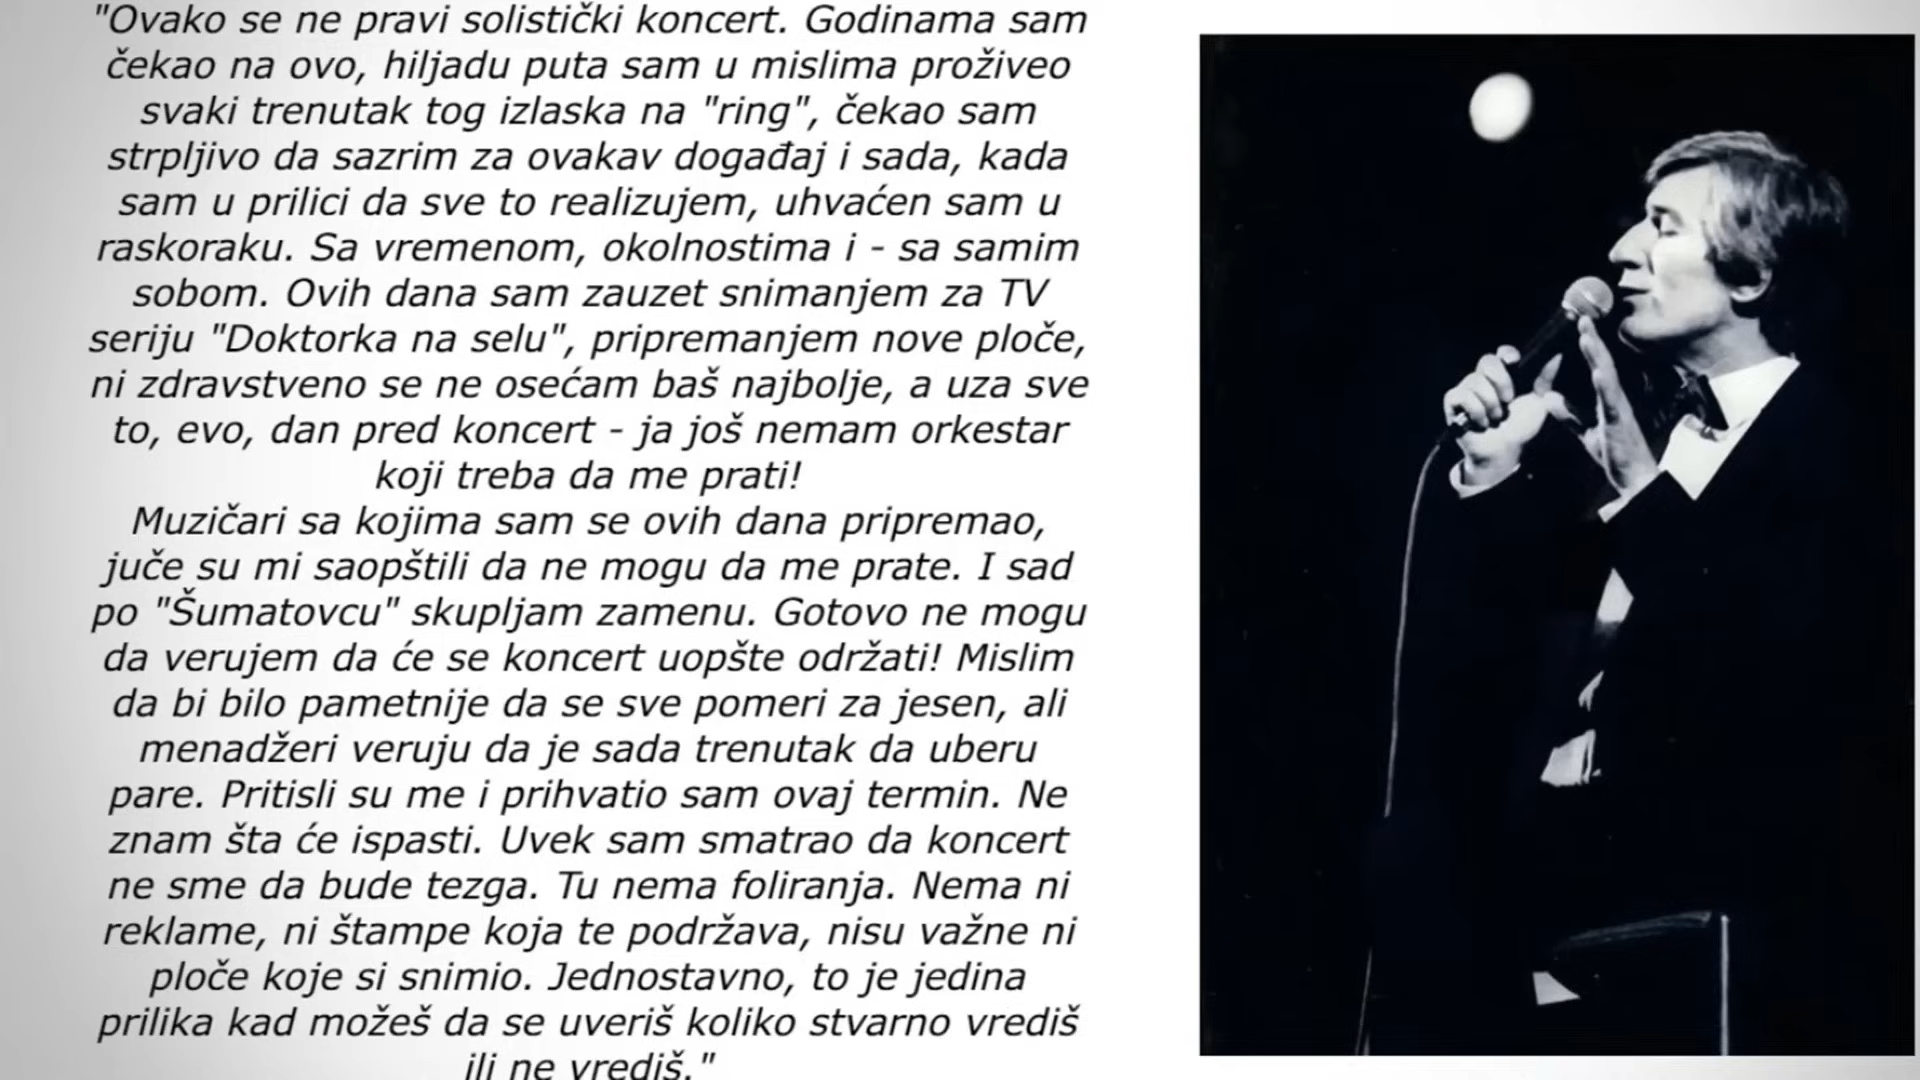 "Ovako se ne pravi solistički koncert. Godinama sam
čekao na ovo, hiljadu puta sam u mislima proživeo
svaki trenutak tog izlaska na "ring", čekao sam
strpljivo da sazrim za ovakav događaj i sada, kada
sam u prilici da sve to realizujem, uhvaćen sam u
raskoraku. Sa vremenom, okolnostima i - sa samim
sobom. Ovih dana sam zauzet snimanjem za TV
seriju "Doktorka na selu", pripremanjem nove ploče,
ni zdravstveno se ne osećam baš najbolje, a uza sve
to, evo, dan pred koncert - ja još nemam orkestar
koji treba da me prati!
Muzičari sa kojima sam se ovih dana pripremao,
juče su mi saopštili da ne mogu da me prate. I sad
po "Šumatovcu" skupljam zamenu. Gotovo ne mogu
da verujem da će se koncert uopšte održati! Mislim
da bi bilo pametnije da se sve pomeri za jesen, ali
menadžeri veruju da je sada trenutak da uberu
pare. Pritisli su me i prihvatio sam ovaj termin. Ne
znam šta će ispasti. Uvek sam smatrao da koncert
ne sme da bude tezga. Tu nema foliranja. Nema ni
reklame, ni štampe koja te podržava, nisu važne ni
ploče koje si snimio. Jednostavno, to je jedina
prilika kad možeš da se uveriš koliko stvarno vrediš
ili ne vrediš."